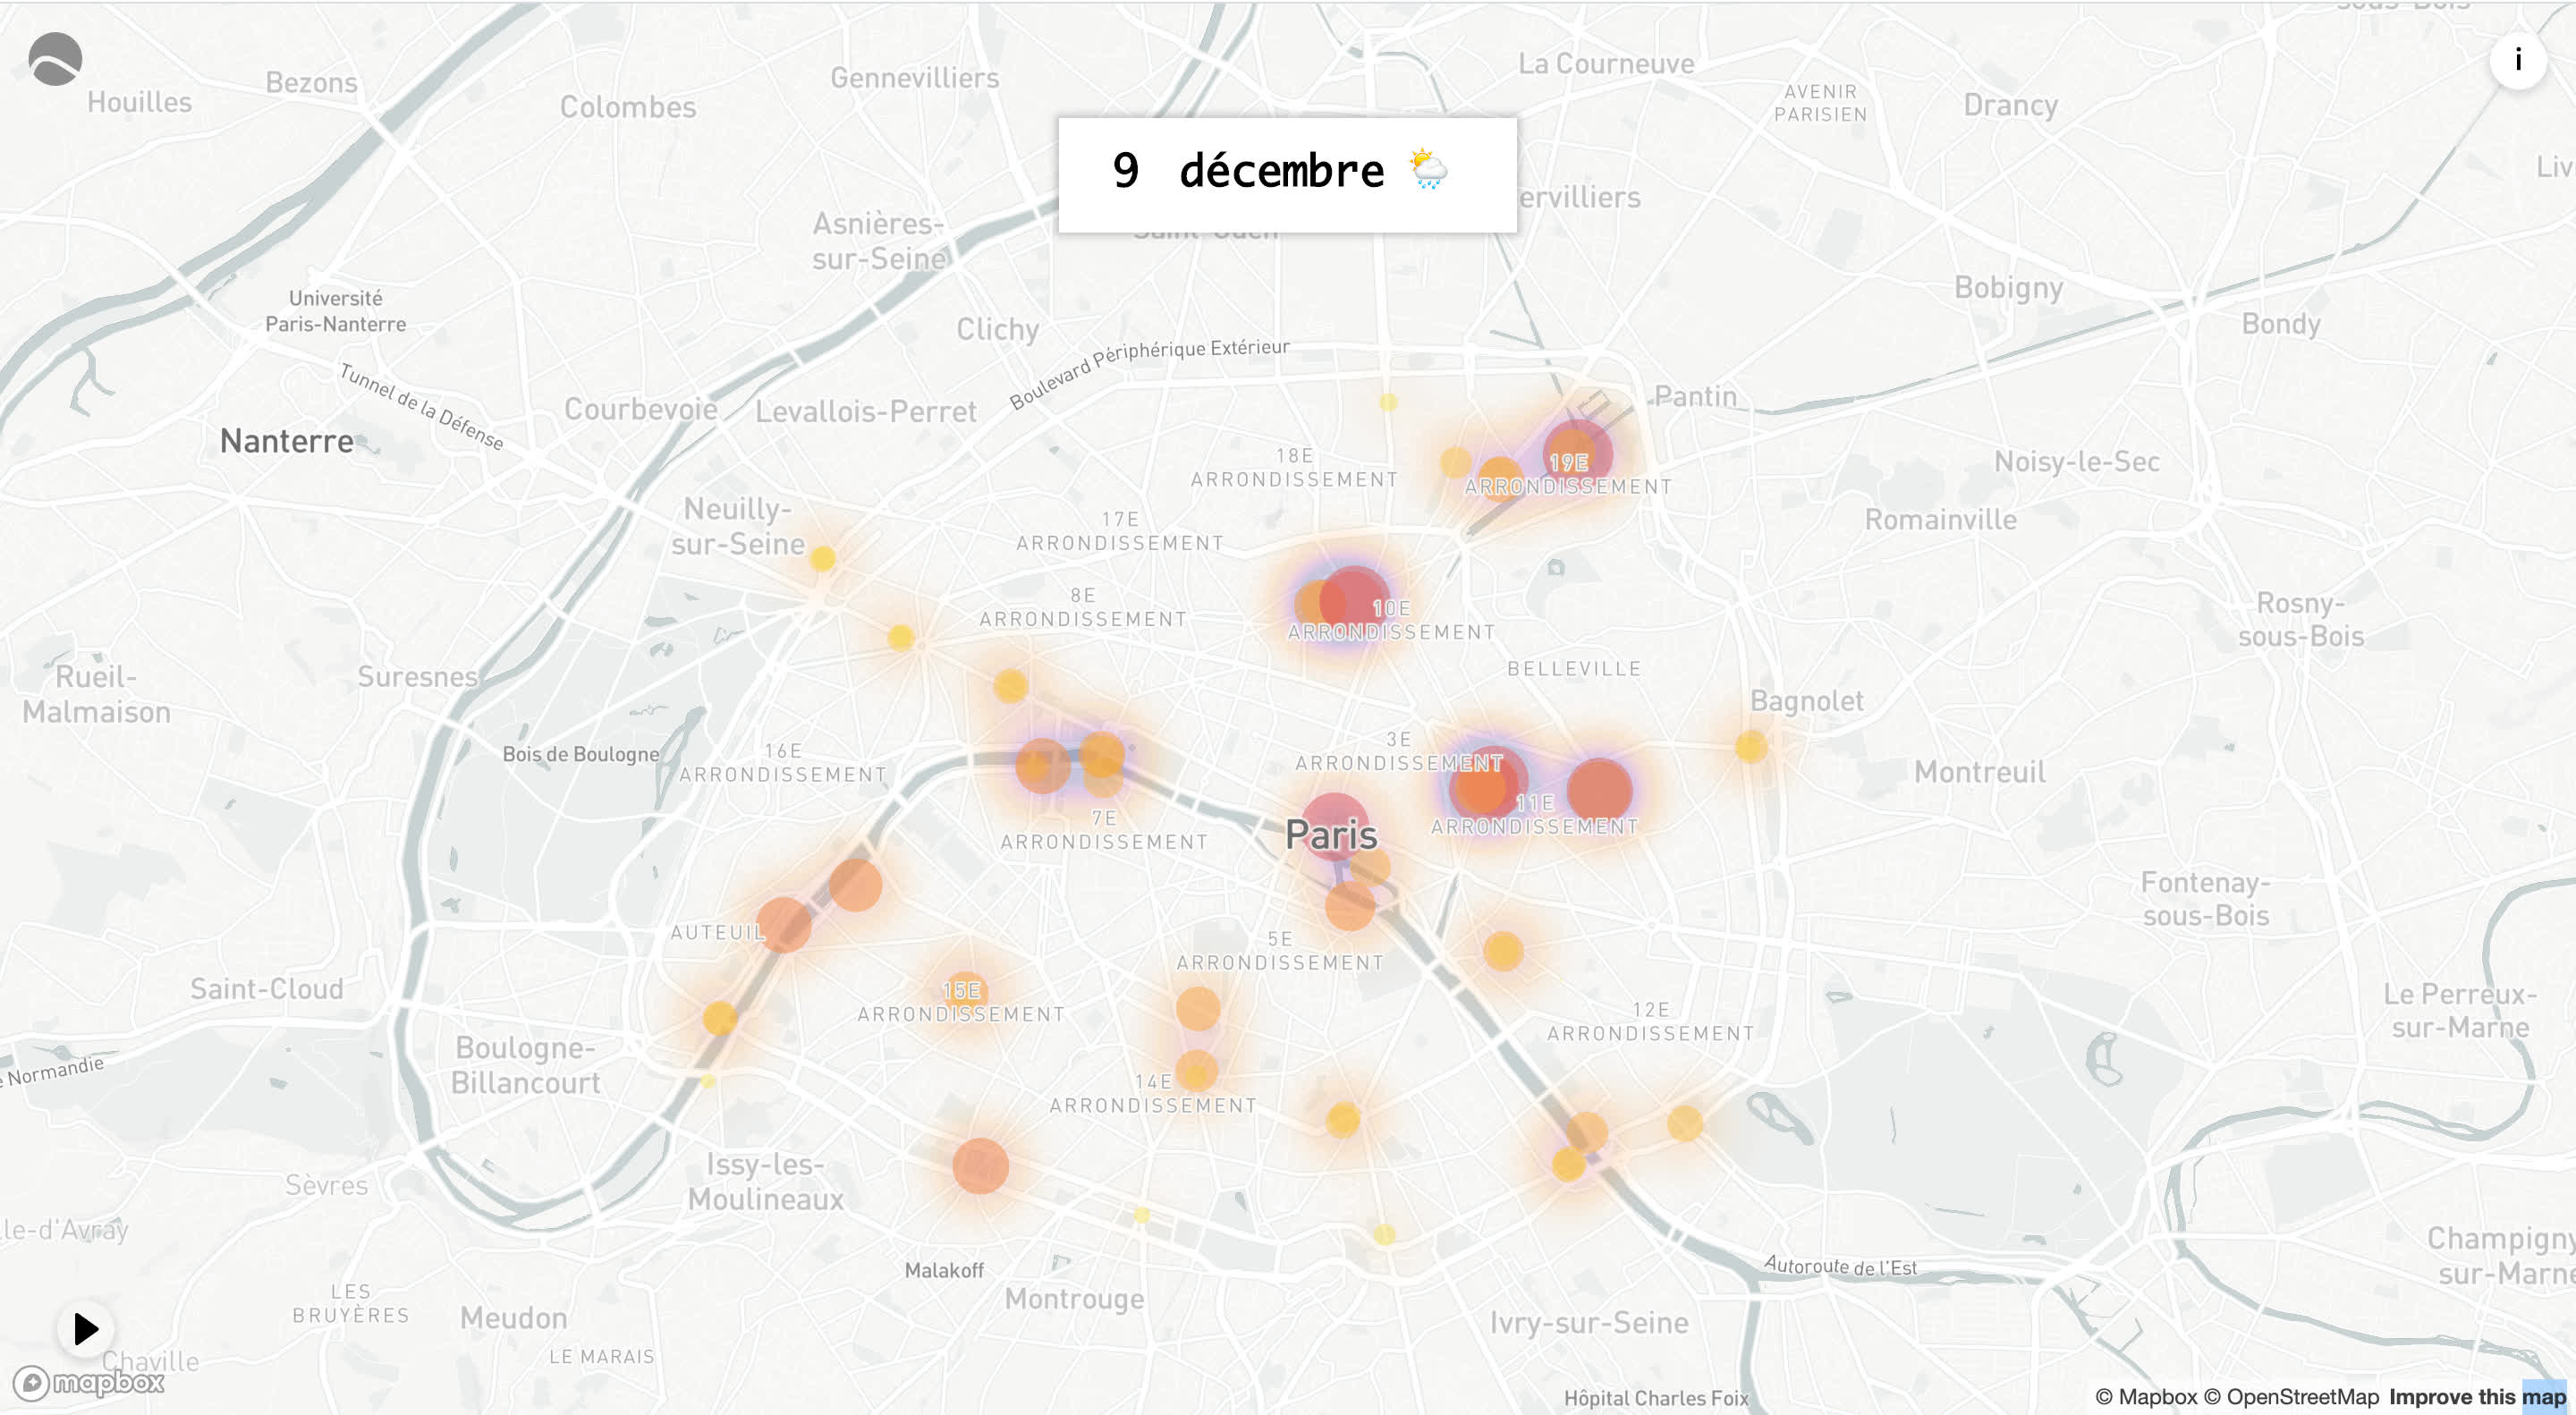 i
9 décembre
Houilles
Bezons
Colombes
Gennevilliers
La Courneuve
AVENIR
PARISIEN
Drancy
Asnières-
sur-Seine
ervilliers
Université
Paris-Nanterre
Clichy
Bobigny
Bondy
Boulevard Périphérique Extérieur
Tunnel de la Défense
Courbevoie
Levallois-Perret
Pantin
Nanterre
18E
ARRONDISSEMENT
19E
ARRONDISSEMENT
Noisy-le-Sec
Neuilly-
sur-Seine
17E
ARRONDISSEMENT
Romainville
8E
ARRONDISSEMENT
10E
ARRONDISSEMENT
Rosny-
sous-Bois
Rueil-
Malmaison
Suresnes
BELLEVILLE
Bagnolet
Bois de Boulogne
16E
ARRONDISSEMENT
3E
ARRONDISSEMENT
Montreuil
7E
ARRONDISSEMENT
Paris
11E
ARRONDISSEMENT
Fontenay-
sous-Bois
AUTEUIL
5E
ARRONDISSEMENT
Saint-Cloud
15E
ARRONDISSEMENT
12E
ARRONDISSEMENT
Le Perreux-
sur-Marne
e Normandie
Boulogne-
Billancourt
14E
ARRONDISSEMENT
Sèvres
Issy-les-
Moulineaux
le-d'Avray
Malakoff
Autoroute de l'Est
Champigny
sur-Marne
LES
BRUYÈRES
Meudon
Montrouge
Ivry-sur-Seine
Chaville
LE MARAIS
mapbox
Hôpital Charles Foix
© Mapbox © OpenStreetMap Improve this map